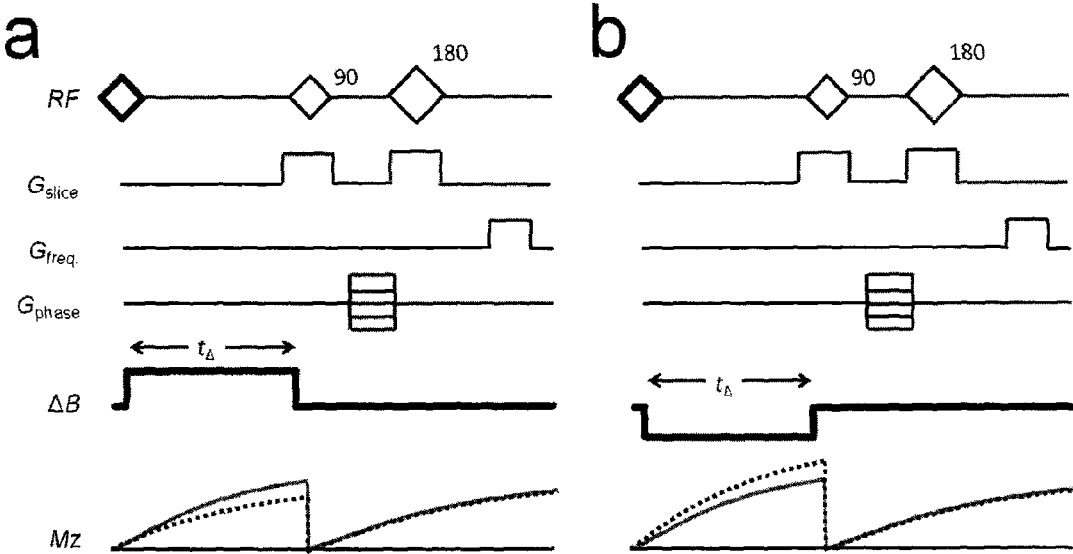 a
b
RF
90
180
90
180
Gslice
Gfreq.
Gphase
tΔ
tΔ
ΔB
Mz